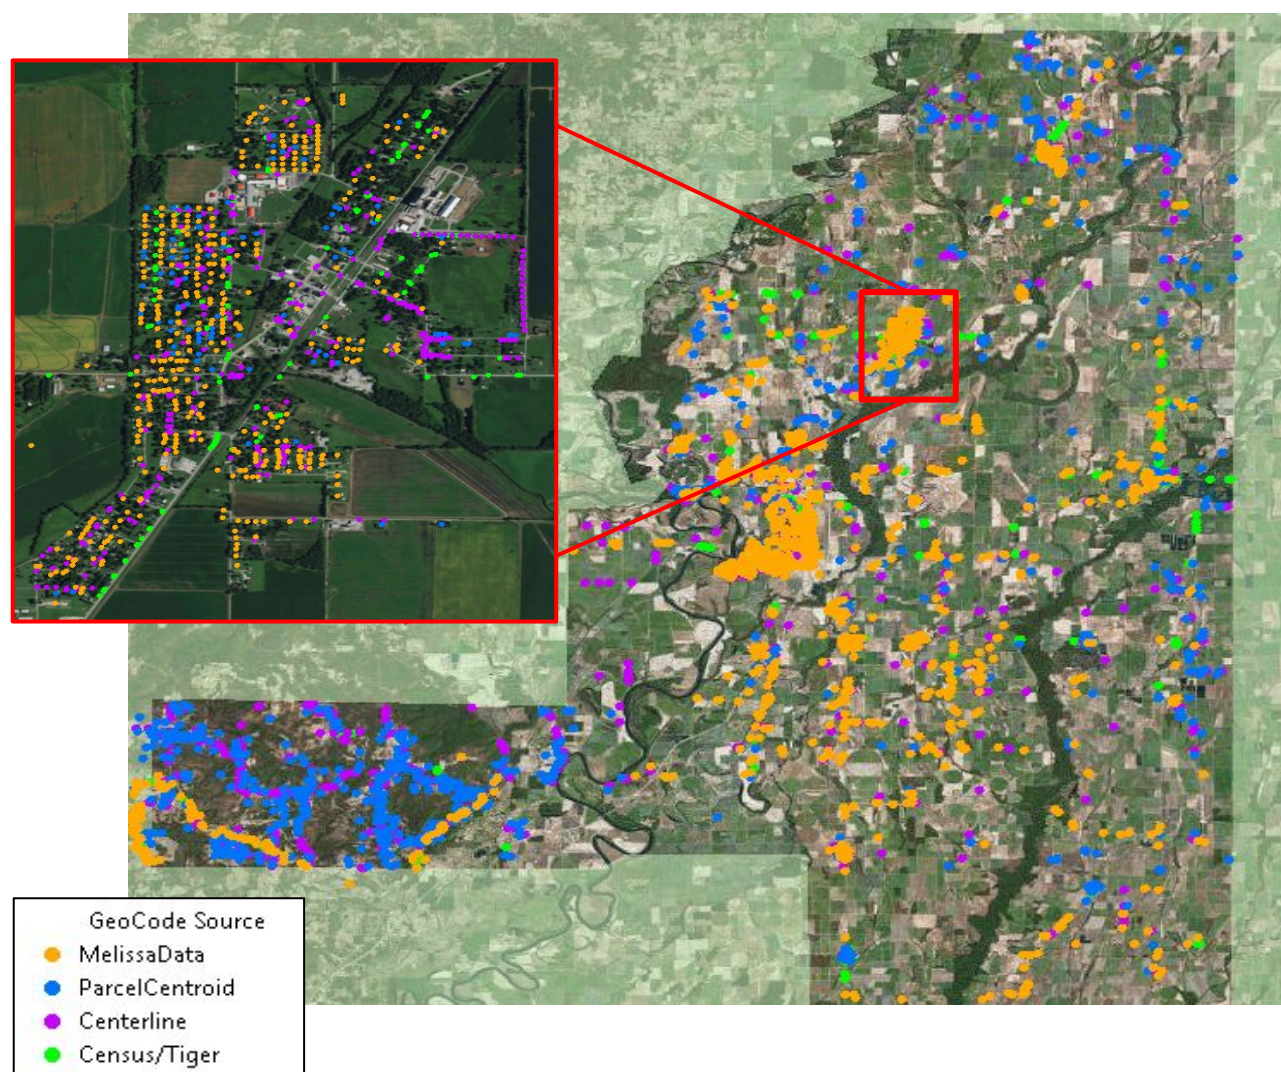 GeoCode Source
MelissaData
ParcelCentroid
Centerline
Census/Tiger